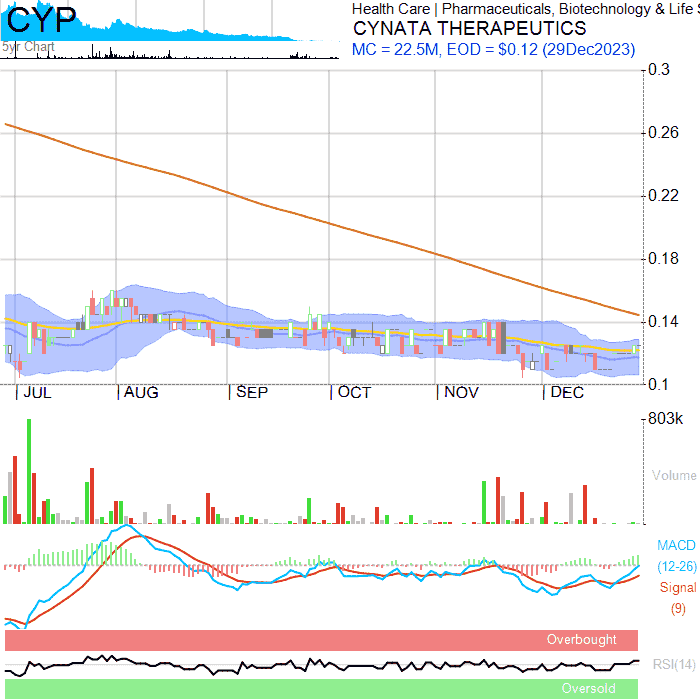 CYP
5yr Chart
Health Care | Pharmaceuticals, Biotechnology & Life S
CYNATA THERAPEUTICS
MC = 22.5M, EOD = $0.12 (29Dec2023)
0.3
0.26
0.22
0.18
0.14
0.1
JUL AUG SEP OCT NOV DEC
803k
Volume
MACD
(12-26)
Signal
(9)
Overbought
RSI(14)
Oversold